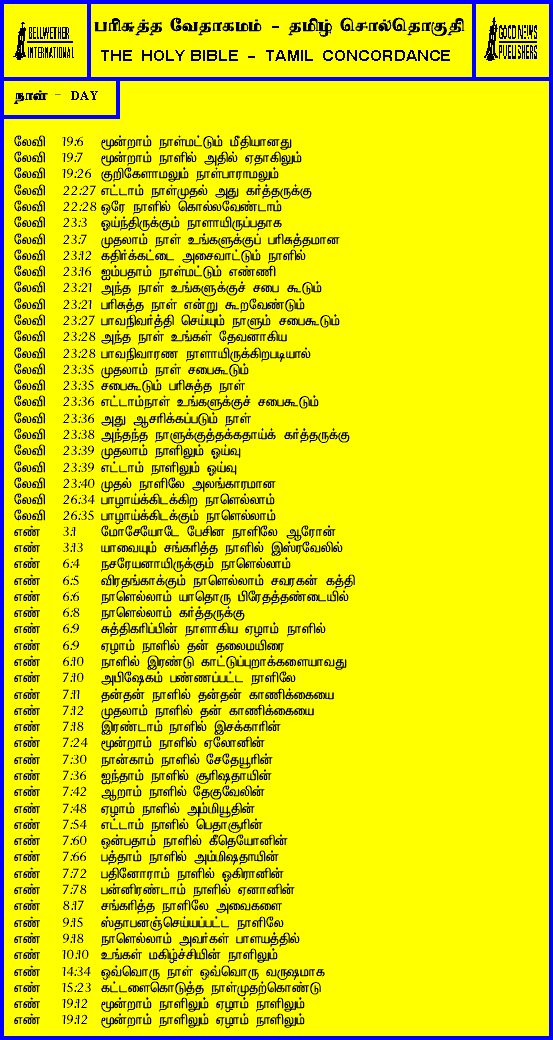 BELLWETHER
INTERNATIONAL
பரிசுத்த வேதாகமம் - தமிழ் சொல்தொகுதி
THE HOLY BIBLE - TAMIL CONCORDANCE
GOOD NEWS
PUBLISHERS
நாள் - DAY
லேவி 19:6 மூன்றாம் நாள்மட்டும் மீதியானது
லேவி 19:7 மூன்றாம் நாளில் அதில் ஏதாகிலும்
லேவி 19:26 குறிகேளாமலும் நாள்பாராமலும்
லேவி 22:27 எட்டாம் நாள்முதல் அது கர்த்தருக்கு
லேவி 22:28 ஒரே நாளில் கொல்லவேண்டாம்
லேவி 23:3 ஓய்ந்திருக்கும் நாளாயிருப்பதாக
லேவி 23:7 முதலாம் நாள் உங்களுக்குப் பரிசுத்தமான
லேவி 23:12 கதிர்க்கட்டை அசைவாட்டும் நாளில்
லேவி 23:16 ஐம்பதாம் நாள்மட்டும் எண்ணி
லேவி 23:21 அந்த நாள் உங்களுக்குச் சபை கூடும்
லேவி 23:21 பரிசுத்த நாள் என்று கூறவேண்டும்
லேவி 23:27 பாவநிவர்த்தி செய்யும் நாளும் சபைகூடும்
லேவி 23:28 அந்த நாள் உங்கள் தேவனாகிய
லேவி 23:28 பாவநிவாரண நாளாயிருக்கிறபடியால்
லேவி 23:35 முதலாம் நாள் சபைகூடும்
லேவி 23:35 சபைகூடும் பரிசுத்த நாள்
லேவி 23:36 எட்டாம்நாள் உங்களுக்குச் சபைகூடும்
லேவி 23:36 அது ஆசரிக்கப்படும் நாள்
லேவி 23:38 அந்தந்த நாளுக்குத்தக்கதாய்க் கர்த்தருக்கு
லேவி 23:39 முதலாம் நாளிலும் ஓய்வு
லேவி 23:39 எட்டாம் நாளிலும் ஓய்வு
லேவி 23:40 முதல் நாளிலே அலங்காரமான
லேவி 26:34 பாழாய்க்கிடக்கிற நாளெல்லாம்
லேவி 26:35 பாழாய்க்கிடக்கும் நாளெல்லாம்
எண் 3:1 மோசேயோடே பேசின நாளிலே ஆரோன்
எண் 3:13 யாவையும் சங்கரித்த நாளில் இஸ்ரவேலில்
எண் 6:4 நசரேயனாயிருக்கும் நாளெல்லாம்
எண் 6:5 விரதங்காக்கும் நாளெல்லாம் சவரகன் கத்தி
எண் 6:6 நாளெல்லாம் யாதொரு பிரேதத்தண்டையில்
எண் 6:8 நாளெல்லாம் கர்த்தருக்கு
எண் 6:9 சுத்திகரிப்பின் நாளாகிய ஏழாம் நாளில்
எண் 6:9 ஏழாம் நாளில் தன் தலைமயிரை
எண் 6:10 நாளில் இரண்டு காட்டுப்புறாக்களையாவது
எண் 7:10 அபிஷேகம் பண்ணப்பட்ட நாளிலே
எண் 7:11 தன்தன் நாளில் தன்தன் காணிக்கையை
எண் 7:12 முதலாம் நாளில் தன் காணிக்கையை
எண் 7:18 இரண்டாம் நாளில் இசக்காரின்
எண் 7:24 மூன்றாம் நாளில் ஏலோனின்
எண் 7:30 நான்காம் நாளில் சேதேயூரின்
எண் 7:36 ஐந்தாம் நாளில் சூரிஷதாயின்
எண் 7:42 ஆறாம் நாளில் தேகுவேலின்
எண் 7:48 ஏழாம் நாளில் அம்மியூதின்
எண் 7:54 எட்டாம் நாளில் பெதாசூரின்
எண் 7:60 ஒன்பதாம் நாளில் கீதெயோனின்
எண் 7:66 பத்தாம் நாளில் அம்மிஷதாயின்
எண் 7:72 பதினோராம் நாளில் ஓகிரானின்
எண் 7:78 பன்னிரண்டாம் நாளில் ஏனானின்
எண் 8:17 சங்கரித்த நாளிலே அவைகளை
எண் 9:15 ஸ்தாபனஞ்செய்யப்பட்ட நாளிலே
எண் 9:18 நாளெல்லாம் அவர்கள் பாளயத்தில்
எண் 10:10 உங்கள் மகிழ்ச்சியின் நாளிலும்
எண் 14:34 ஒவ்வொரு நாள் ஒவ்வொரு வருஷமாக
எண் 15:23 கட்டளைகொடுத்த நாள்முதற்கொண்டு
எண் 19:12 மூன்றாம் நாளிலும் ஏழாம் நாளிலும்
எண் 19:12 மூன்றாம் நாளிலும் ஏழாம் நாளிலும்